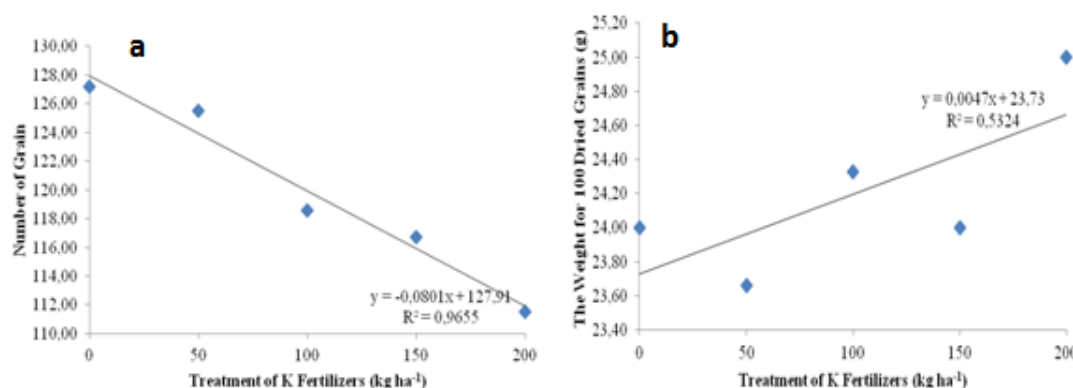 a
130,00
128,00
126,00
124,00
122,00
120,00
118,00
116,00
114,00
112,00
110,00
Number of Grain
y = -0,0801x + 127,91
R² = 0,9655
0 50 100 150 200
Treatment of K Fertilizers (kg ha⁻¹)
b
25,20
25,00
24,80
24,60
24,40
24,20
24,00
23,80
23,60
23,40
The Weight for 100 Dried Grains (g)
y = 0,0047x + 23,73
R² = 0,5324
0 50 100 150 200
Treatment of K Fertilizers (kg ha⁻¹)